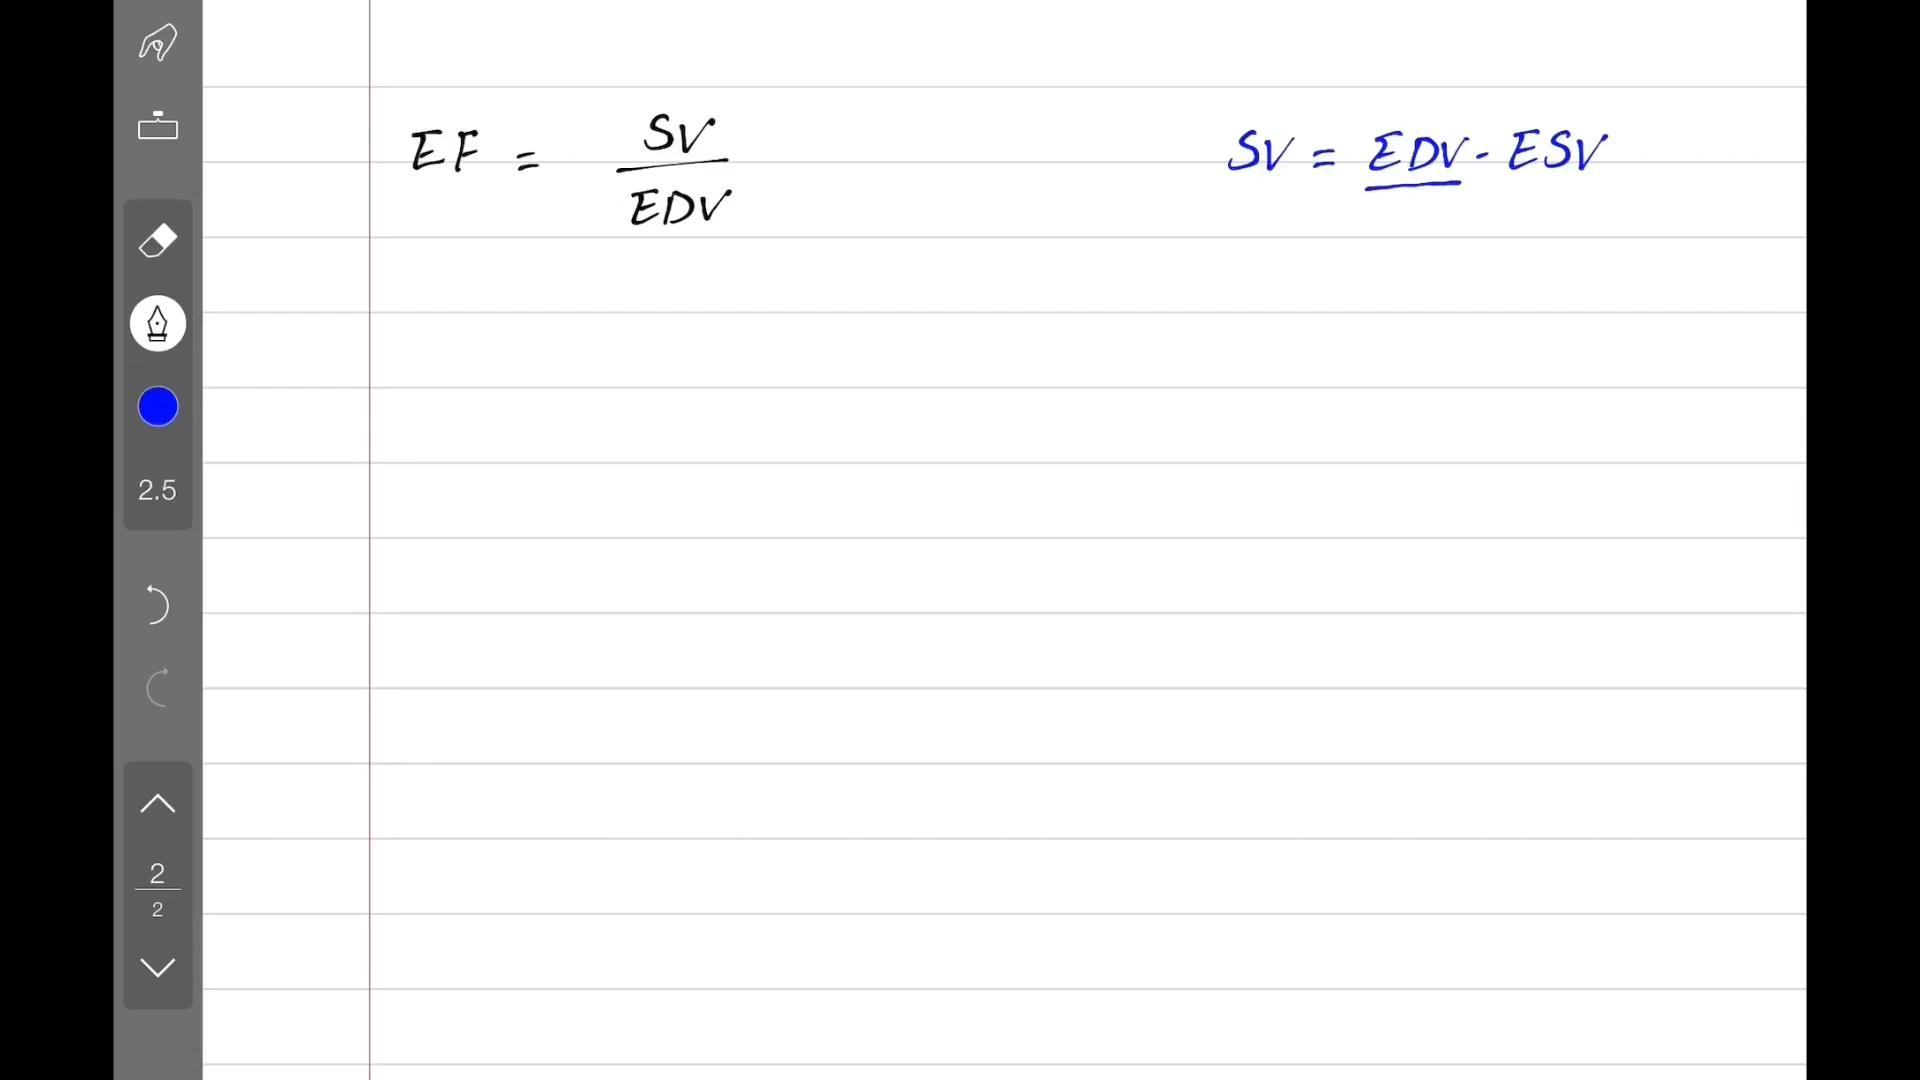 EF = SV / EDV
SV = EDV - ESV
2.5
2
2